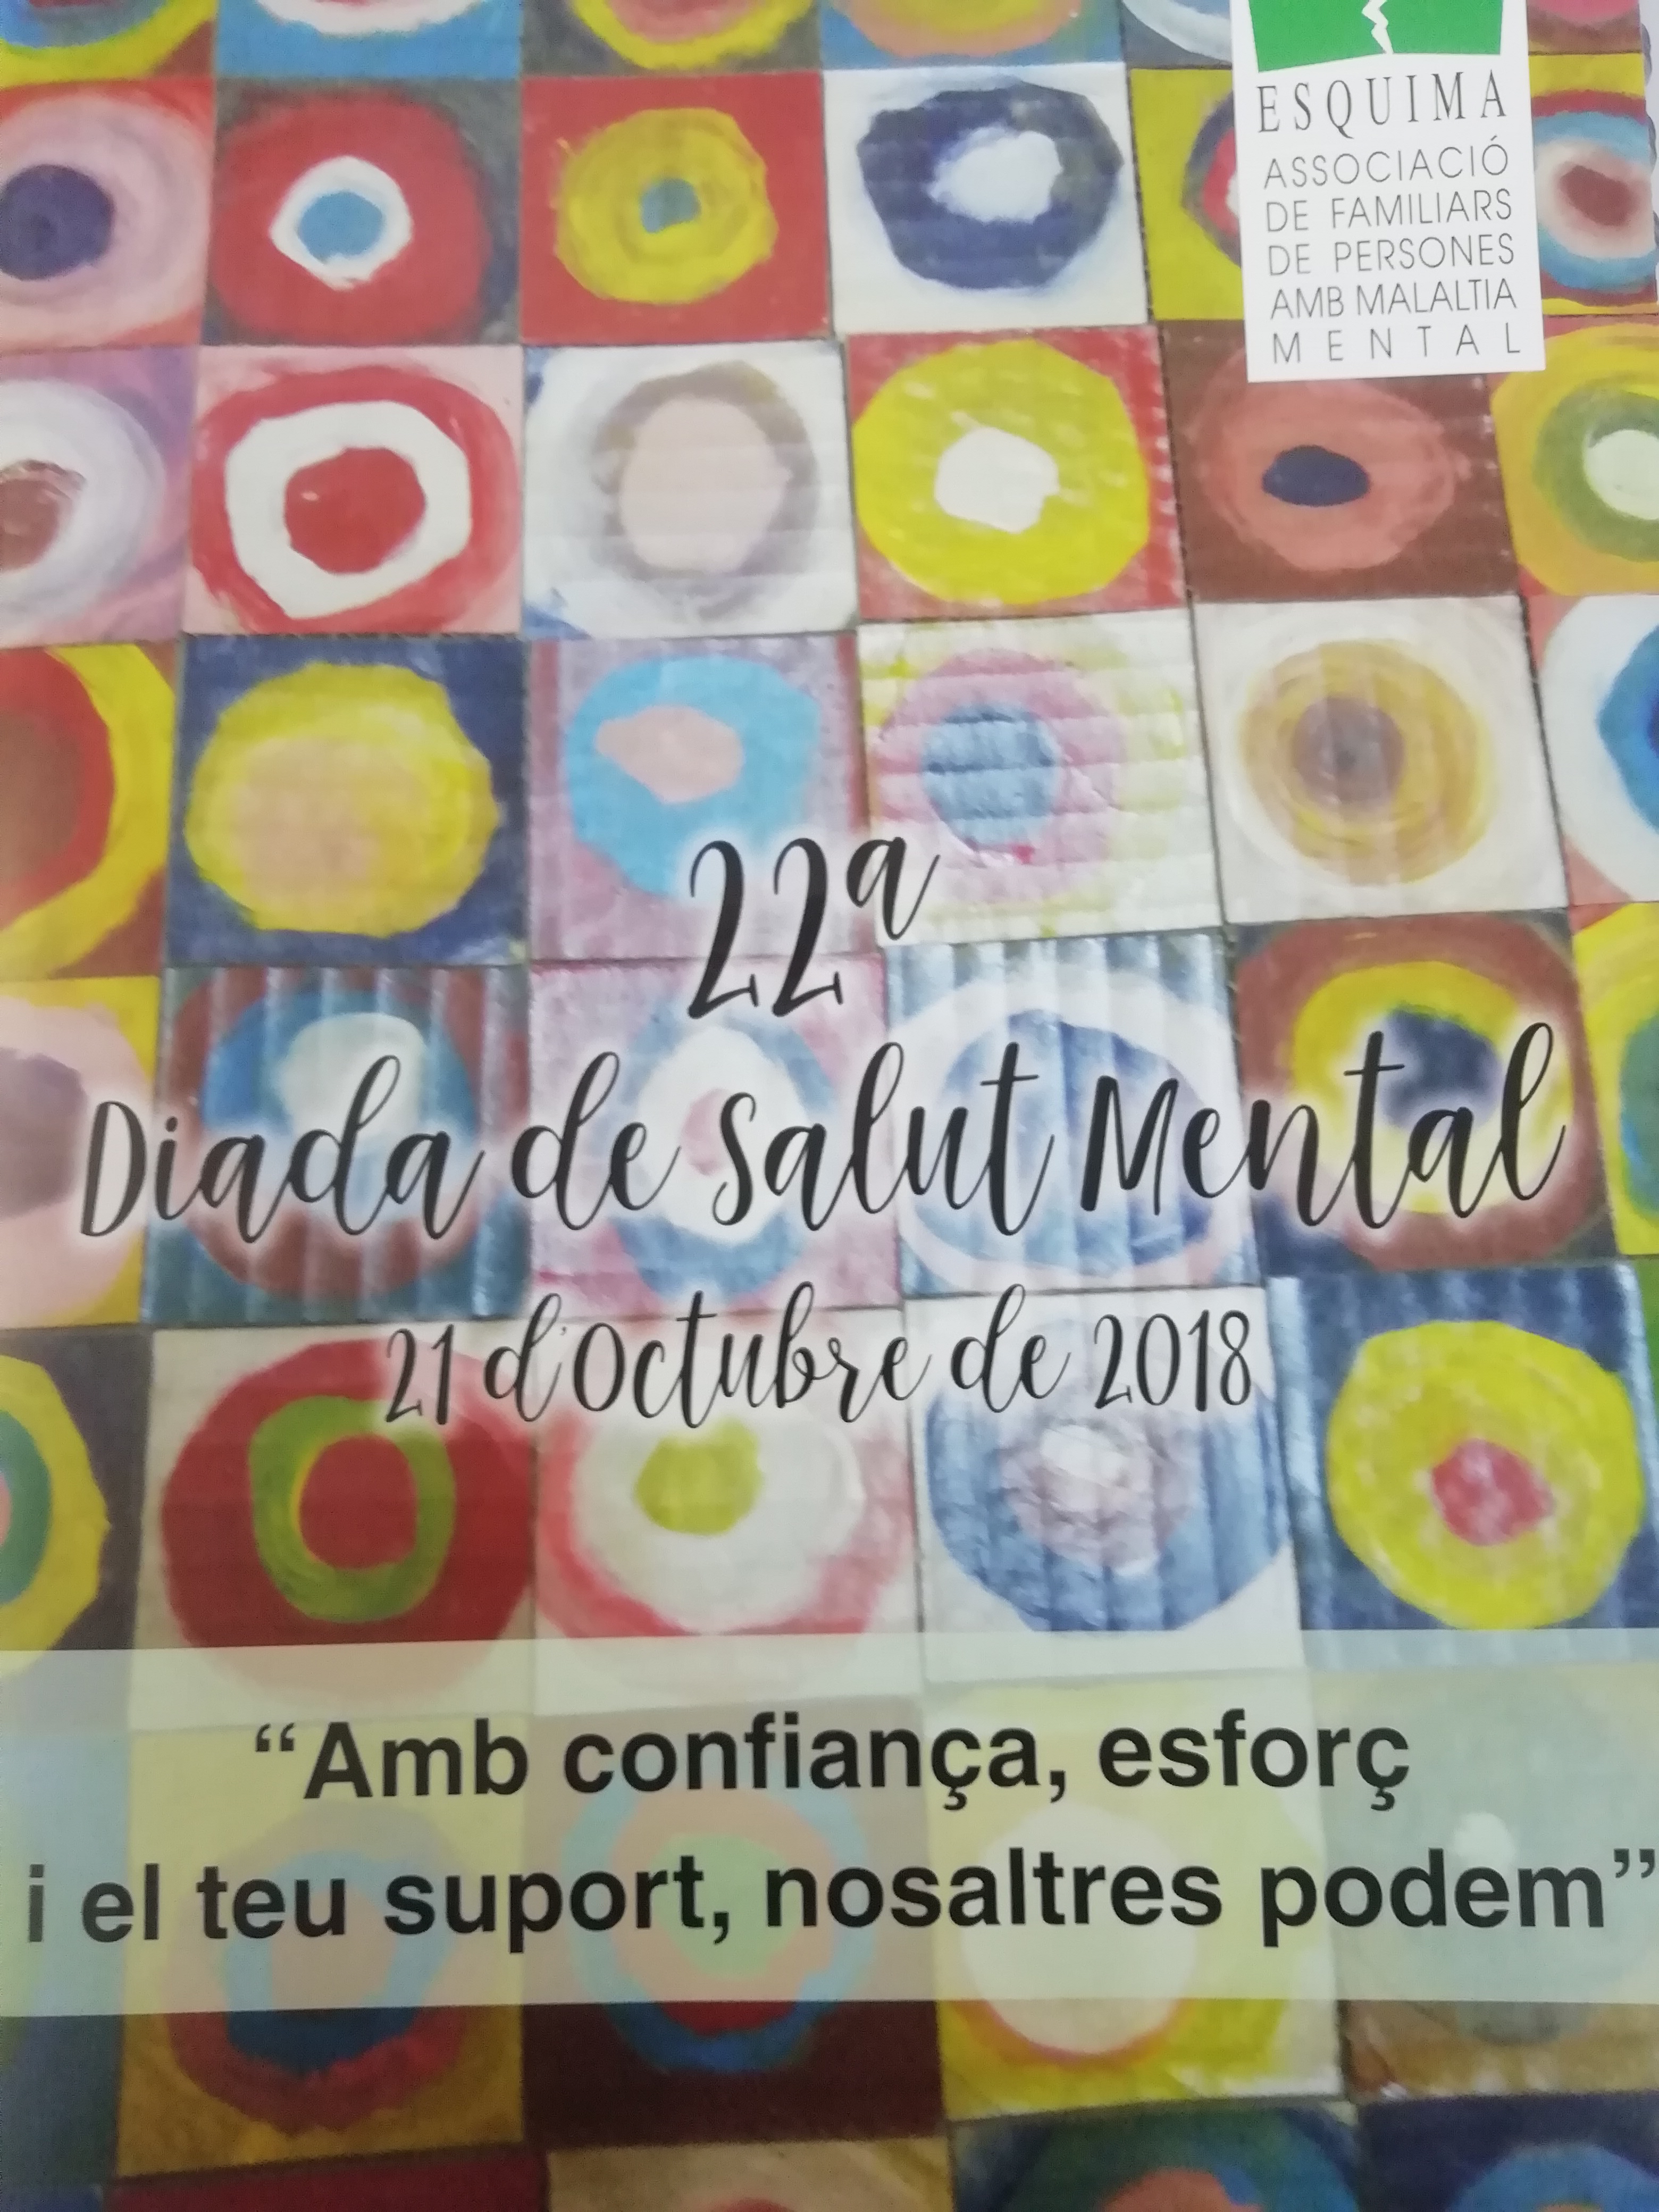 ESQUIMA
ASSOCIACIÓ
DE FAMILIARS
DE PERSONES
AMB MALALTIA
MENTAL
22ª
Diada de Salut Mental
21 d'Octubre de 2018
“Amb confiança, esforç
i el teu suport, nosaltres podem”